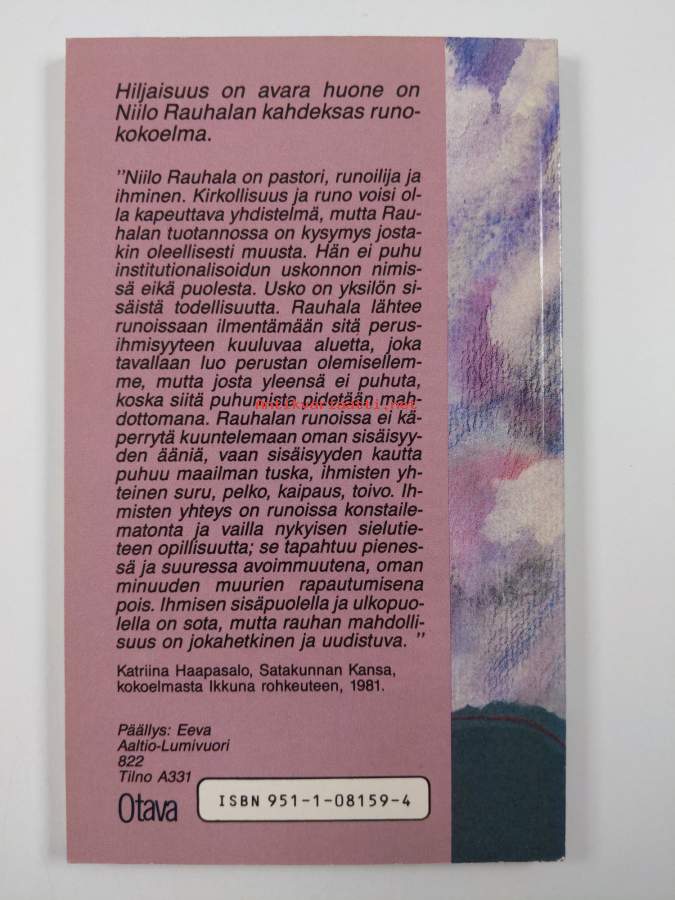 Hiljaisuus on avara huone on
Niilo Rauhalan kahdeksas runo-
kokoelma.
"Niilo Rauhala on pastori, runoilija ja
ihminen. Kirkollisuus ja runo voisi ol-
la kapeuttava yhdistelmä, mutta Rau-
halan tuotannossa on kysymys josta-
kin oleellisesti muusta. Hän ei puhu
institutionalisoidun uskonnon nimis-
sä eikä puolesta. Usko on yksilön si-
säistä todellisuutta. Rauhala lähtee
runoissaan ilmentämään sitä perus-
ihmisyyteen kuuluvaa aluetta, joka
tavallaan luo perustan olemisellem-
me, mutta josta yleensä ei puhuta,
koska siitä puhumista pidetään mah-
dottomana. Rauhalan runoissa ei kä-
perrytä kuuntelemaan oman sisäisyy-
den ääniä, vaan sisäisyyden kautta
puhuu maailman tuska, ihmisten yh-
teinen suru, pelko, kaipaus, toivo. Ih-
misten yhteys on runoissa konstaile-
matonta ja vailla nykyisen sielutie-
teen opillisuutta; se tapahtuu pienes-
sä ja suuressa avoimmuutena, oman
minuuden muurien rapautumisena
pois. Ihmisen sisäpuolella ja ulkopuo-
lella on sota, mutta rauhan mahdolli-
suus on jokahetkinen ja uudistuva. "
Katriina Haapasalo, Satakunnan Kansa,
kokoelmasta Ikkuna rohkeuteen, 1981.
Päällys: Eeva
Aaltio-Lumivuori
822
Tilno A331
Otava
ISBN 951-1-08159-4
Antikvariaatti.net